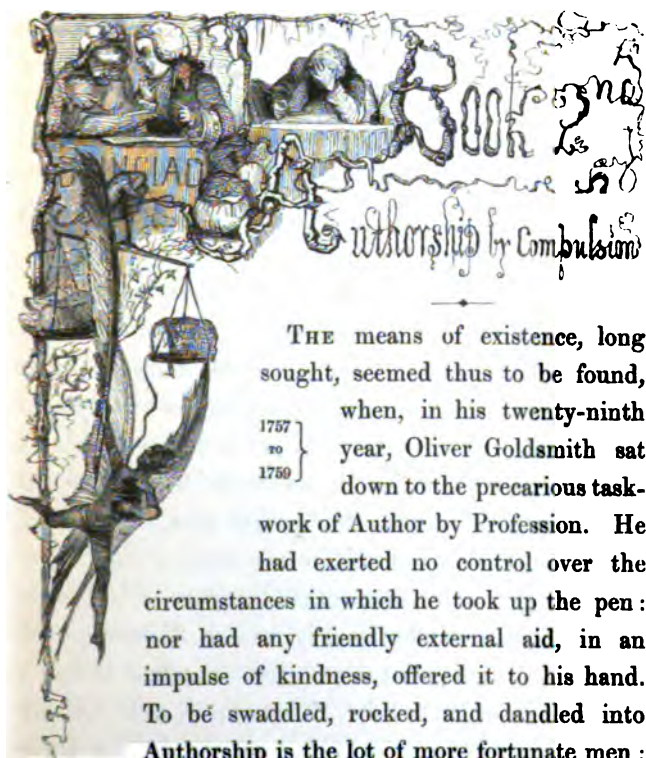 Book
Authorship by Compulsion
THE means of existence, long
sought, seemed thus to be found,
when, in his twenty-ninth
1757
TO
1759
year, Oliver Goldsmith sat
down to the precarious task-
work of Author by Profession. He
had exerted no control over the
circumstances in which he took up the pen:
nor had any friendly external aid, in an
impulse of kindness, offered it to his hand.
To be swaddled, rocked, and dandled into
Authorship is the lot of more fortunate men: